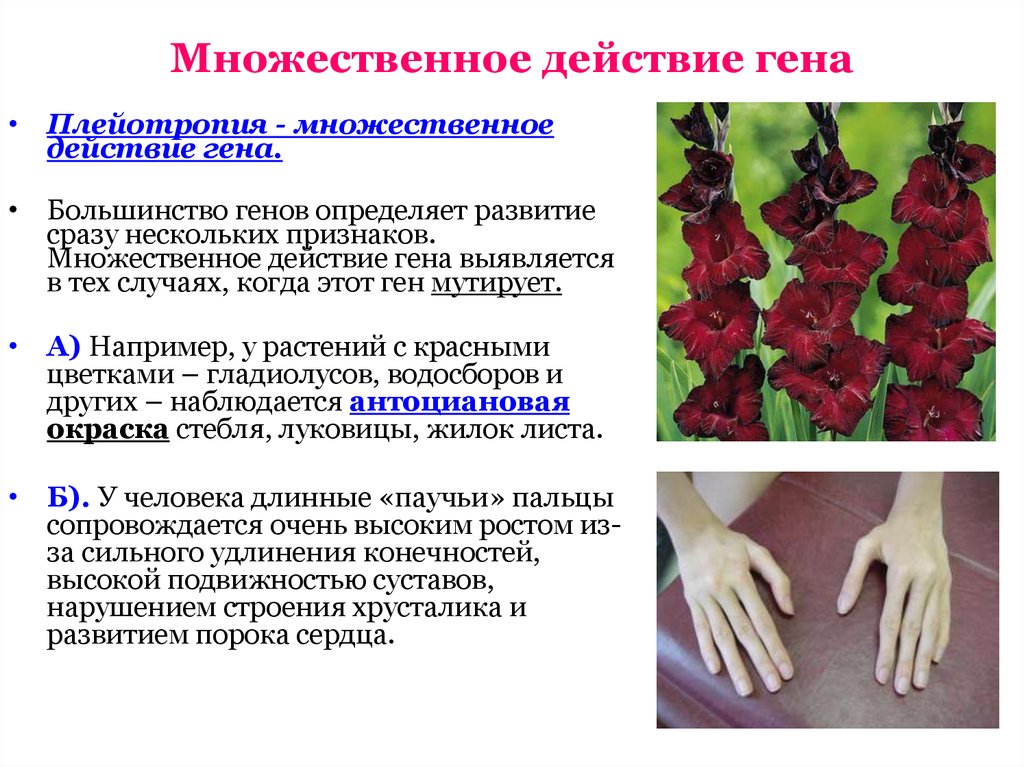 Множественное действие гена
• Плейотропия - множественное
действие гена.
• Большинство генов определяет развитие
сразу нескольких признаков.
Множественное действие гена выявляется
в тех случаях, когда этот ген мутирует.
• А) Например, у растений с красными
цветками – гладиолусов, водосборов и
других – наблюдается антоциановая
окраска стебля, луковицы, жилок листа.
• Б). У человека длинные «паучьи» пальцы
сопровождается очень высоким ростом из-
за сильного удлинения конечностей,
высокой подвижностью суставов,
нарушением строения хрусталика и
развитием порока сердца.